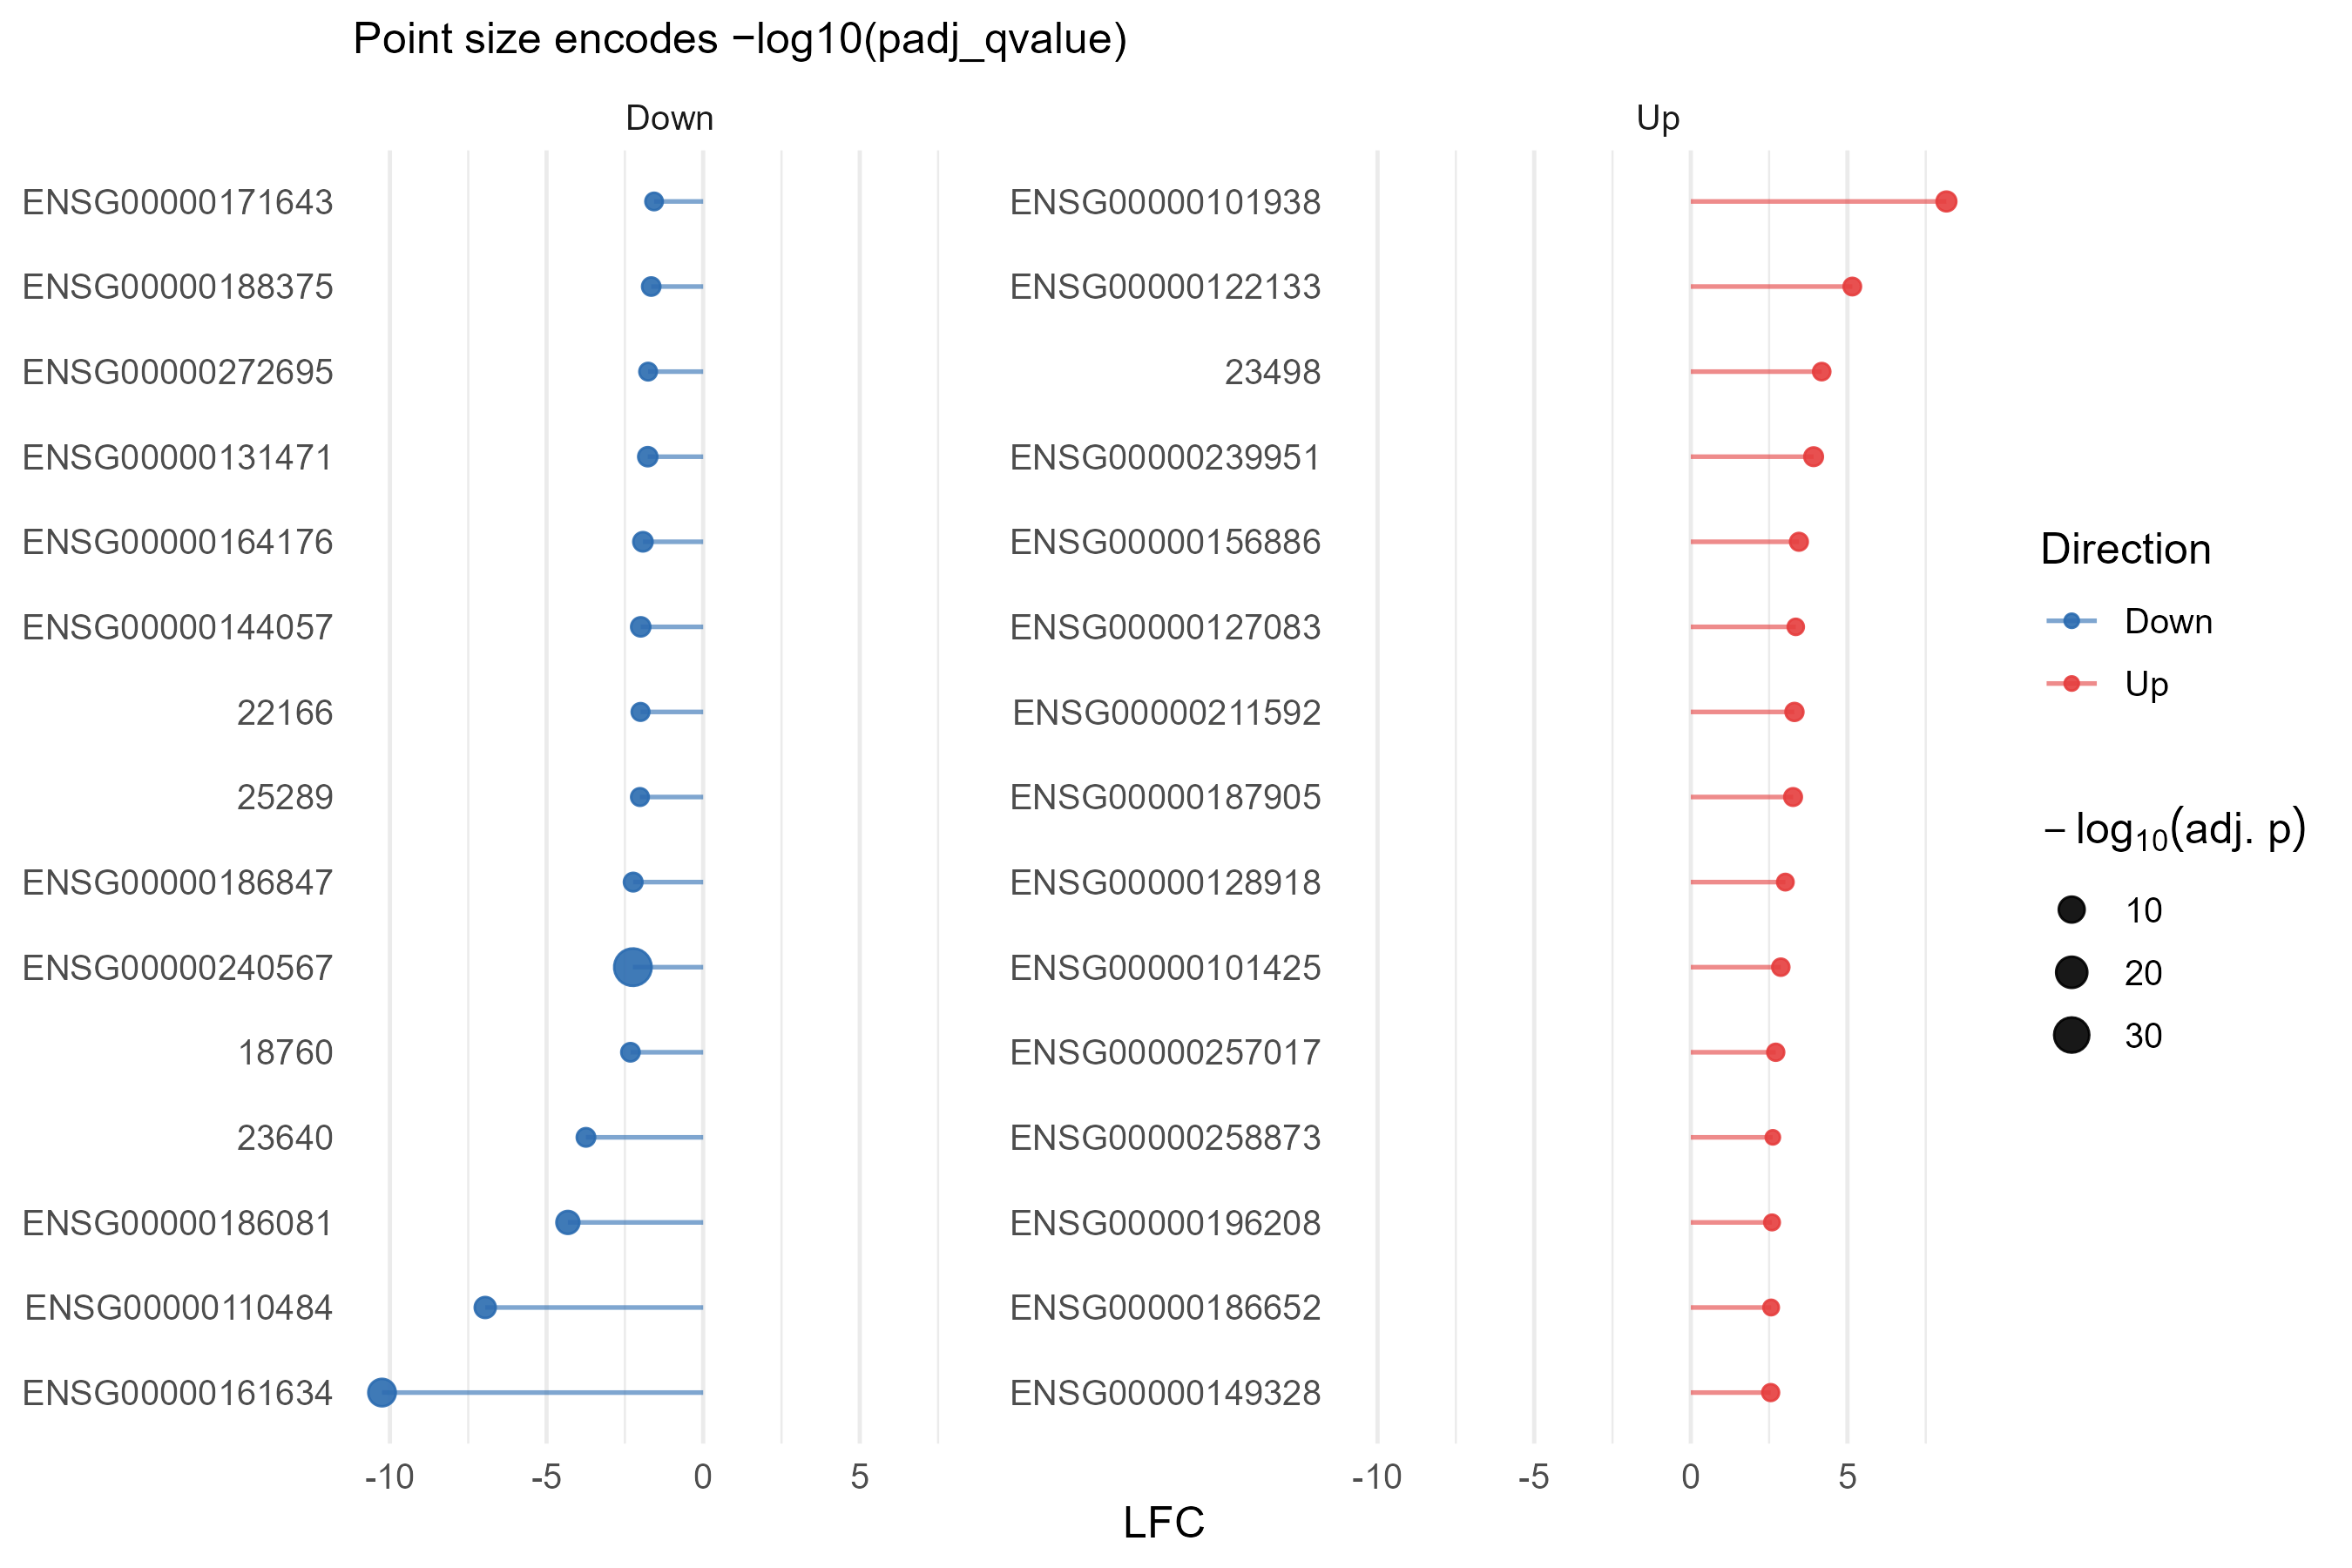 Point size encodes −log10(padj_qvalue)
Down
ENSG00000171643
ENSG00000188375
ENSG00000272695
ENSG00000131471
ENSG00000164176
ENSG00000144057
22166
25289
ENSG00000186847
ENSG00000240567
18760
23640
ENSG00000186081
ENSG00000110484
ENSG00000161634
-10 -5 0 5
Up
ENSG00000101938
ENSG00000122133
23498
ENSG00000239951
ENSG00000156886
ENSG00000127083
ENSG00000211592
ENSG00000187905
ENSG00000128918
ENSG00000101425
ENSG00000257017
ENSG00000258873
ENSG00000196208
ENSG00000186652
ENSG00000149328
-10 -5 0 5
LFC
Direction
Down
Up
− log₁₀(adj. p)
10
20
30